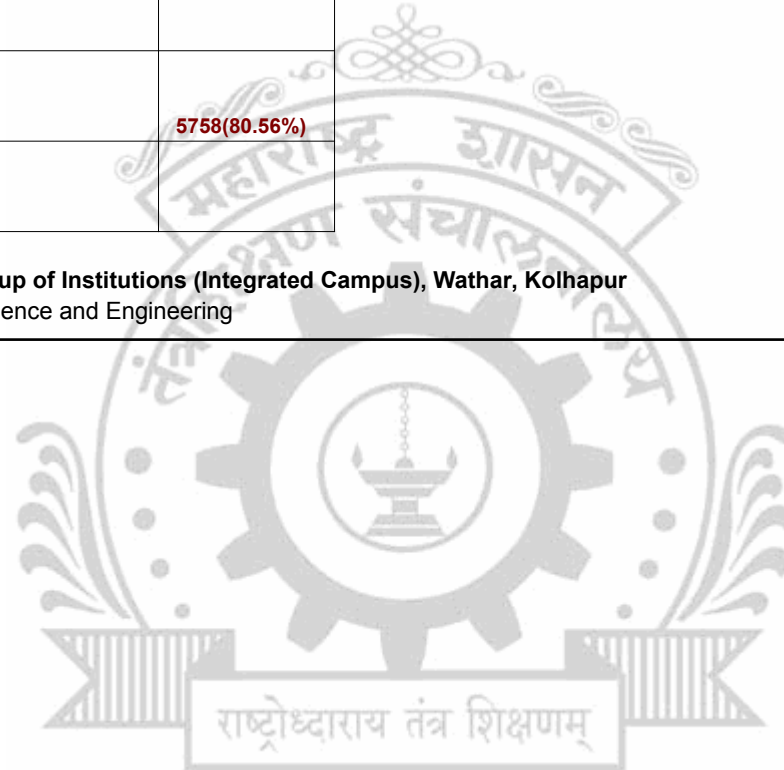 5758(80.56%)
महाराष्ट्र शासन
up of Institutions (Integrated Campus), Wathar, Kolhapur
ence and Engineering
तंत्रशिक्षण संचालनालय
राष्ट्रोध्दाराय तंत्र शिक्षणम्